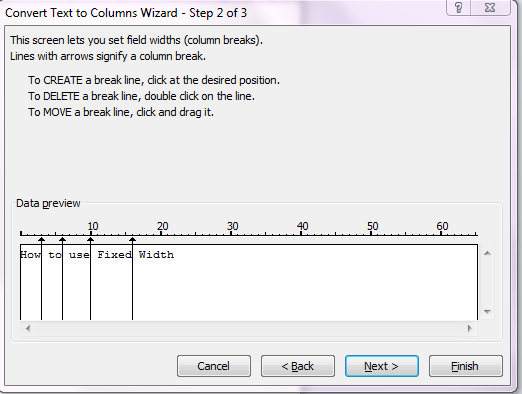 Convert Text to Columns Wizard - Step 2 of 3
?
This screen lets you set field widths (column breaks).
Lines with arrows signify a column break.
To CREATE a break line, click at the desired position.
To DELETE a break line, double click on the line.
To MOVE a break line, click and drag it.
Data preview
10 20 30 40 50 60
How to use Fixed Width
Cancel < Back Next > Finish